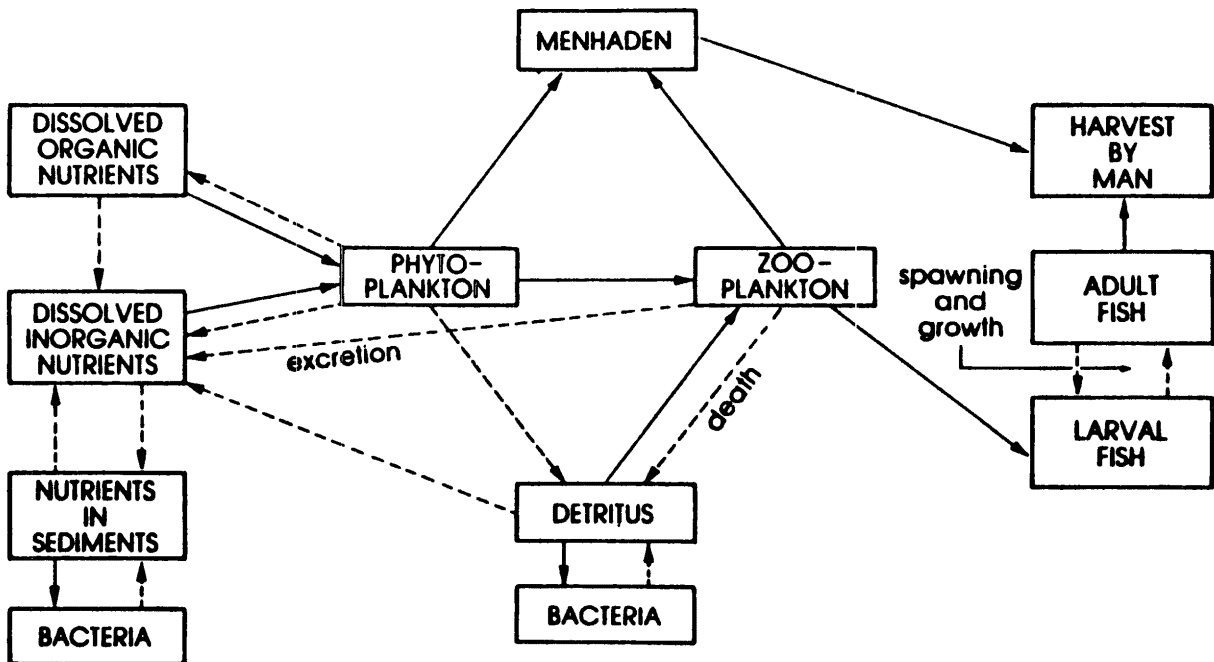 MENHADEN
DISSOLVED
ORGANIC
NUTRIENTS
HARVEST
BY
MAN
PHYTO-
PLANKTON
ZOO-
PLANKTON
spawning
and
growth
ADULT
FISH
DISSOLVED
INORGANIC
NUTRIENTS
excretion
death
LARVAL
FISH
NUTRIENTS
IN
SEDIMENTS
DETRITUS
BACTERIA
BACTERIA